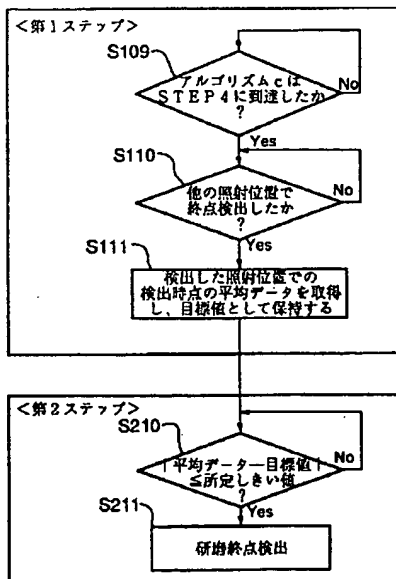 <第1ステップ>
S109
アルゴリズムcは
STEP4に到達したか
?
No
Yes
S110
他の照射位置で
終点検出したか
?
No
Yes
S111
検出した照射位置での
検出時点の平均データを取得
し、目標値として保持する
<第2ステップ>
S210
|平均データー目標値|
≦所定しきい値
?
No
Yes
S211
研磨終点検出